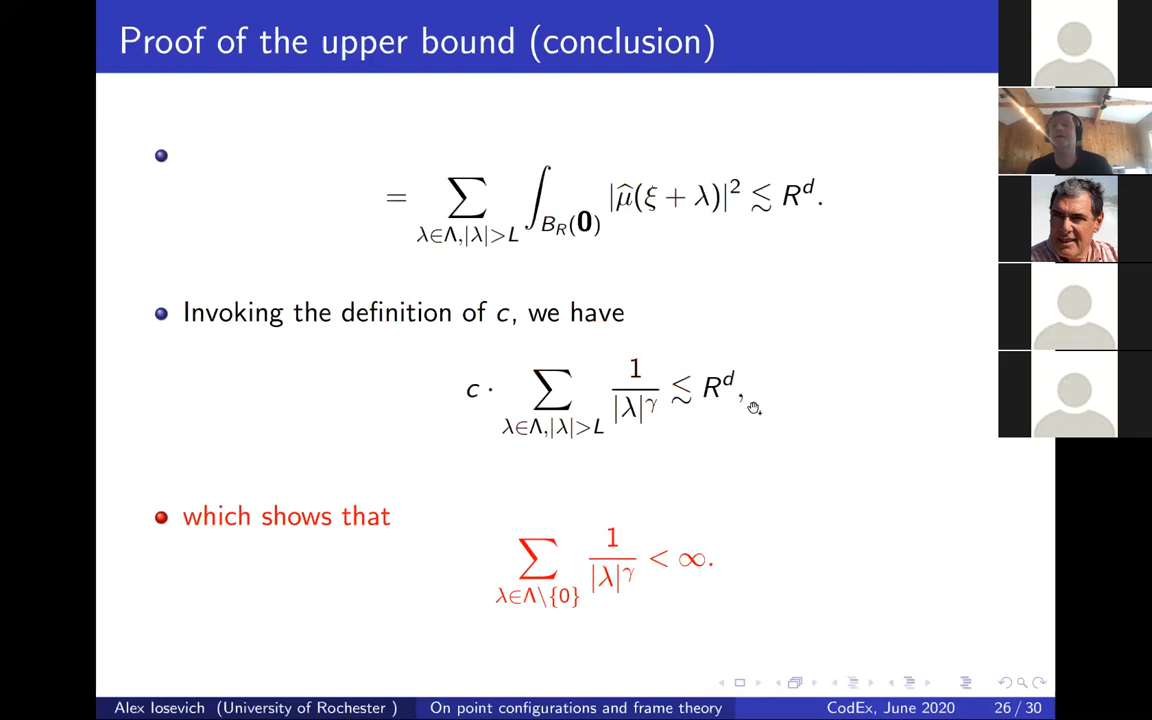 Proof of the upper bound (conclusion)
= ∑_{λ∈Λ,|λ|>L} ∫_{B_R(0)} |μ̂(ξ + λ)|² ≲ R^d.
Invoking the definition of c, we have
c · ∑_{λ∈Λ,|λ|>L} 1/|λ|^γ ≲ R^d,
which shows that
∑_{λ∈Λ\{0}} 1/|λ|^γ < ∞.
Alex Iosevich (University of Rochester ) On point configurations and frame theory CodEx, June 2020 26 / 30